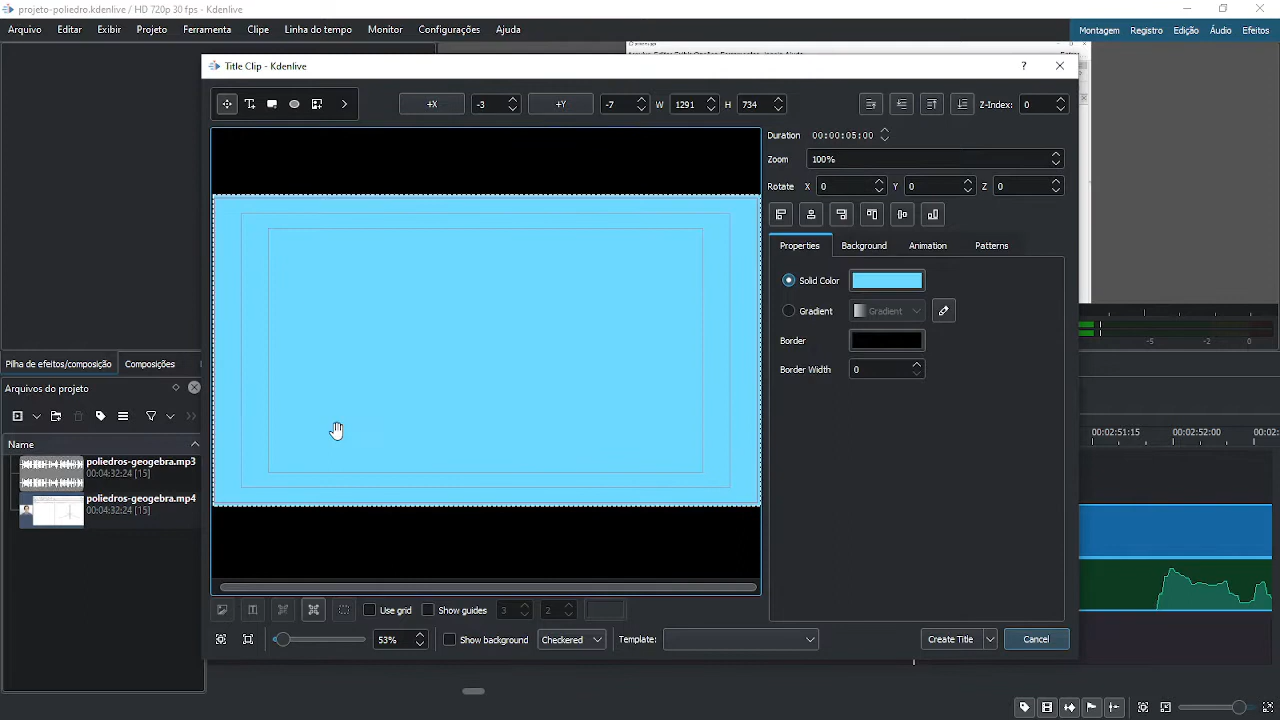 projeto-poliedro.kdenlive / HD 720p 30 fps - Kdenlive
Arquivo Editar Exibir Projeto Ferramenta Clipe Linha do tempo Monitor Configurações Ajuda
Montagem Registro Edição Áudio Efeitos
Title Clip - Kdenlive
+X -3 +Y -7 W 1291 H 734 Z-Index: 0
Duration 00:00:05:00
Zoom 100%
Rotate X 0 Y 0 Z 0
Properties Background Animation Patterns
Solid Color
Gradient Gradient
Border
Border Width 0
-5 -2 0
Pilha de efeitos/composição Composições
Arquivos do projeto
Name
poliedros-geogebra.mp3
00:04:32:24 [15]
poliedros-geogebra.mp4
00:04:32:24 [15]
00:02:51:15 00:02:52:00 00:02:
Use grid Show guides 3 2
53% Show background Checkered Template:
Create Title Cancel